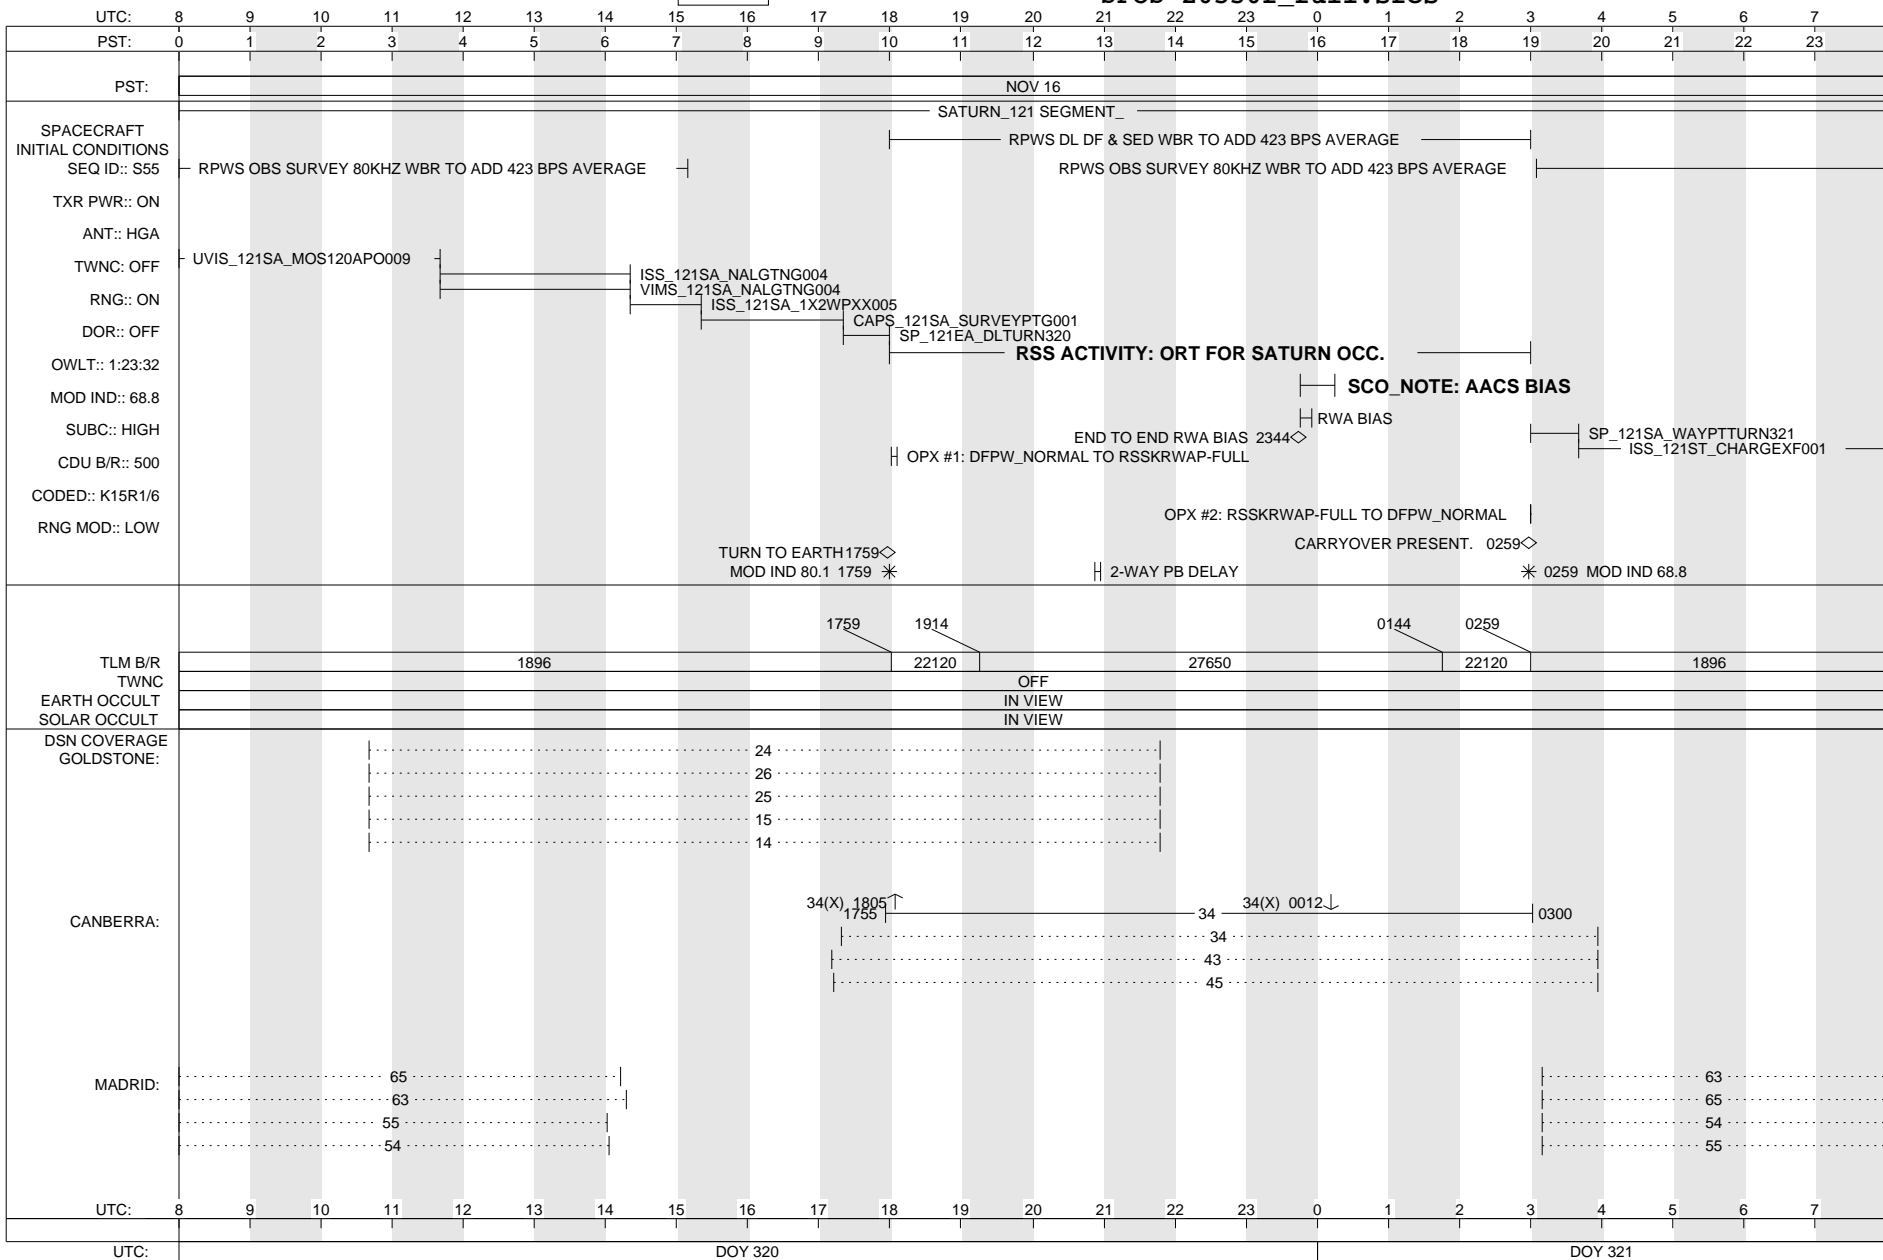 UTC: 8 9 10 11 12 13 14 15 16 17 18 19 20 21 22 23 0 1 2 3 4 5 6 7
PST: 0 1 2 3 4 5 6 7 8 9 10 11 12 13 14 15 16 17 18 19 20 21 22 23
PST: NOV 16
SATURN_121 SEGMENT_
SPACECRAFT
INITIAL CONDITIONS
RPWS DL DF & SED WBR TO ADD 423 BPS AVERAGE
SEQ ID:: S55
RPWS OBS SURVEY 80KHZ WBR TO ADD 423 BPS AVERAGE
RPWS OBS SURVEY 80KHZ WBR TO ADD 423 BPS AVERAGE
TXR PWR:: ON
ANT:: HGA
UVIS_121SA_MOS120APO009
TWNC: OFF
ISS_121SA_NALGTNG004
VIMS_121SA_NALGTNG004
RNG:: ON
ISS_121SA_1X2WPXX005
CAPS_121SA_SURVEYPTG001
DOR:: OFF
SP_121EA_DLTURN320
RSS ACTIVITY: ORT FOR SATURN OCC.
OWLT:: 1:23:32
SCO_NOTE: AACS BIAS
MOD IND:: 68.8
RWA BIAS
SUBC:: HIGH
END TO END RWA BIAS 2344
SP_121SA_WAYPTTURN321
ISS_121ST_CHARGEXF001
OPX #1: DFPW_NORMAL TO RSSKRWAP-FULL
CDU B/R:: 500
CODED:: K15R1/6
OPX #2: RSSKRWAP-FULL TO DFPW_NORMAL
RNG MOD:: LOW
CARRYOVER PRESENT. 0259
TURN TO EARTH 1759
MOD IND 80.1 1759
2-WAY PB DELAY
0259 MOD IND 68.8
1759 1914 0144 0259
TLM B/R 1896 22120 27650 22120 1896
TWNC OFF
EARTH OCCULT IN VIEW
SOLAR OCCULT IN VIEW
DSN COVERAGE
GOLDSTONE:
24
26
25
15
14
34(X) 1805 34(X) 0012
CANBERRA: 1755 34 0300
34
43
45
MADRID:
65 63
63 65
55 54
54 55
UTC: 8 9 10 11 12 13 14 15 16 17 18 19 20 21 22 23 0 1 2 3 4 5 6 7
UTC: DOY 320 DOY 321